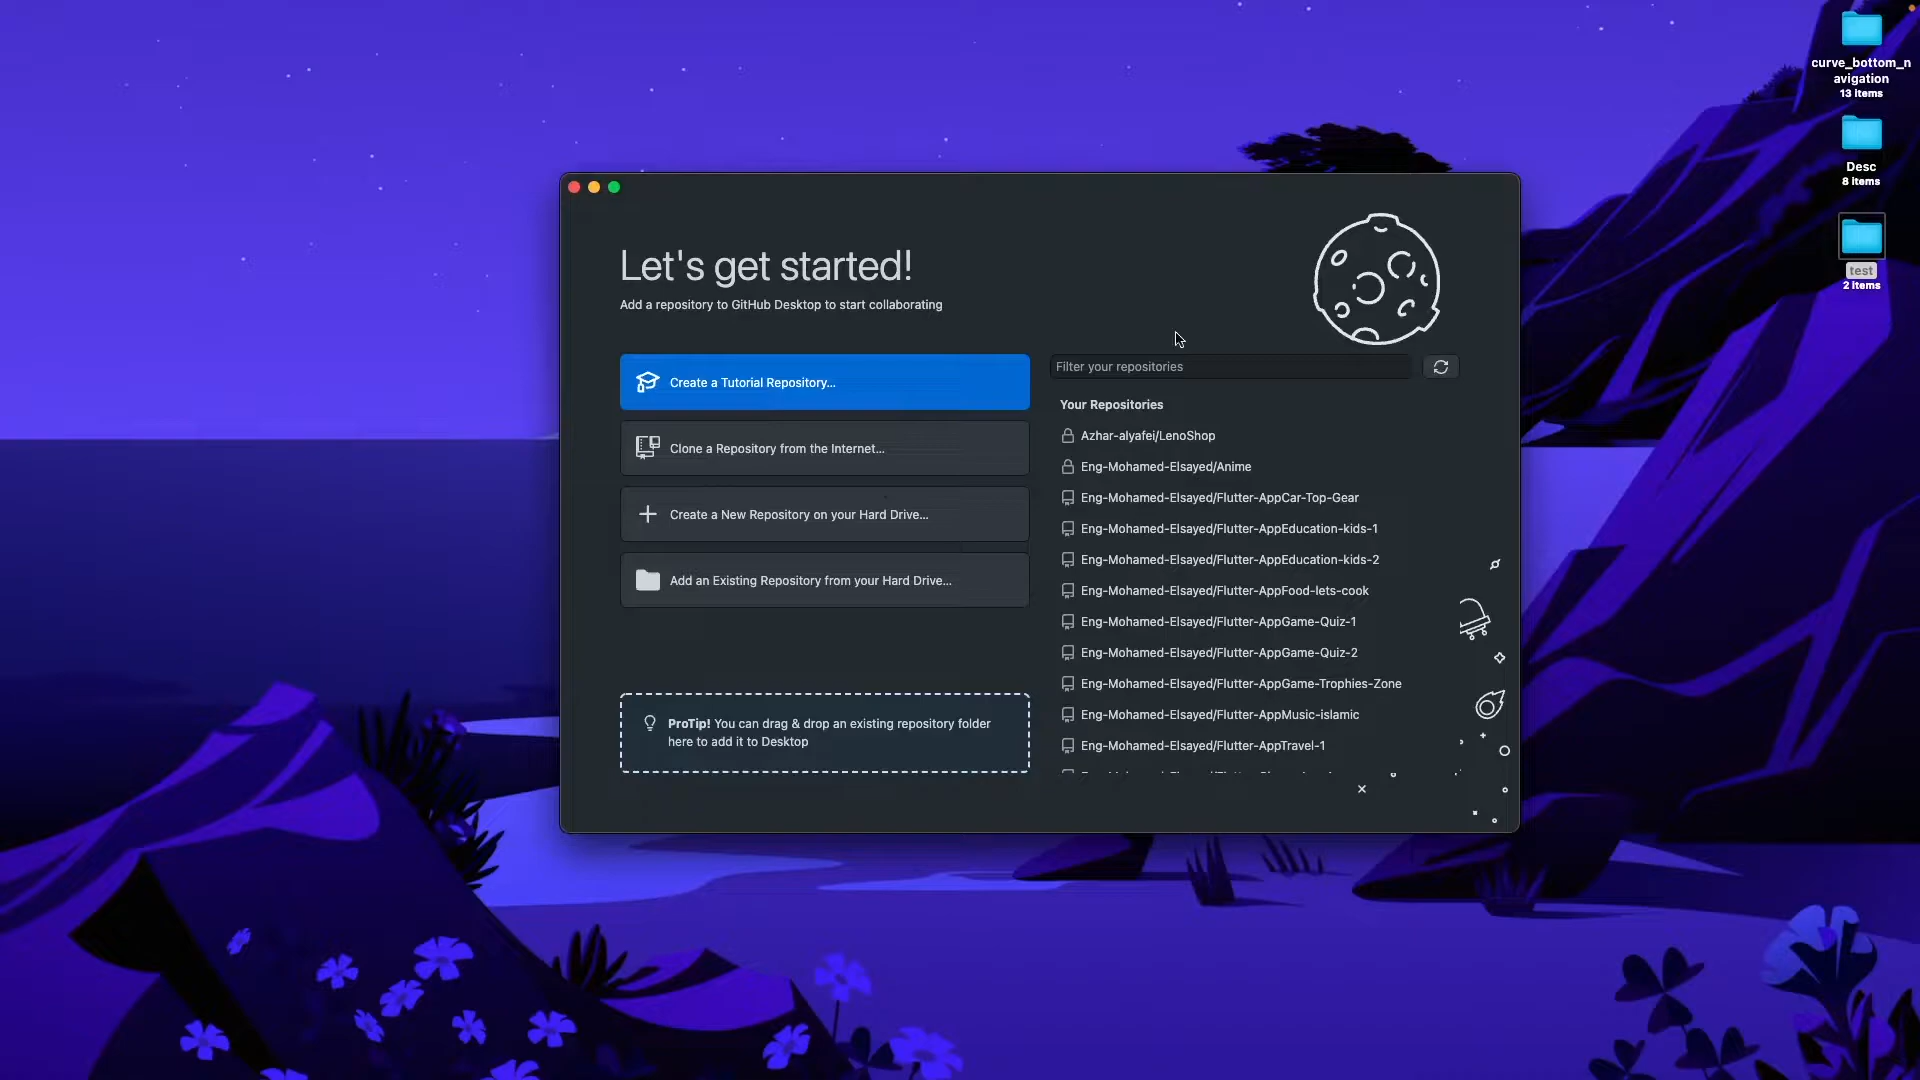 curve_bottom_n
avigation
13 items
Desc
8 items
test
2 items
Let's get started!
Add a repository to GitHub Desktop to start collaborating
Create a Tutorial Repository...
Clone a Repository from the Internet...
Create a New Repository on your Hard Drive...
Add an Existing Repository from your Hard Drive...
ProTip! You can drag & drop an existing repository folder
here to add it to Desktop
Filter your repositories
Your Repositories
Azhar-alyafei/LenoShop
Eng-Mohamed-Elsayed/Anime
Eng-Mohamed-Elsayed/Flutter-AppCar-Top-Gear
Eng-Mohamed-Elsayed/Flutter-AppEducation-kids-1
Eng-Mohamed-Elsayed/Flutter-AppEducation-kids-2
Eng-Mohamed-Elsayed/Flutter-AppFood-lets-cook
Eng-Mohamed-Elsayed/Flutter-AppGame-Quiz-1
Eng-Mohamed-Elsayed/Flutter-AppGame-Quiz-2
Eng-Mohamed-Elsayed/Flutter-AppGame-Trophies-Zone
Eng-Mohamed-Elsayed/Flutter-AppMusic-islamic
Eng-Mohamed-Elsayed/Flutter-AppTravel-1